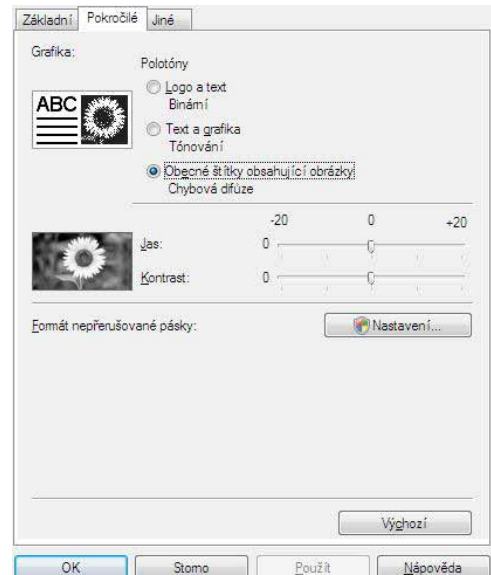 Základní Pokročilé Jiné
Grafika:
Polotóny
ABC
Logo a text
Binární
Text a grafika
Tónování
Obecné štítky obsahující obrázky
Chybová difúze
-20 0 +20
Jas: 0
Kontrast: 0
Formát nepřerušované pásky: Nastavení...
Výchozí
OK Storno Použít Nápověda